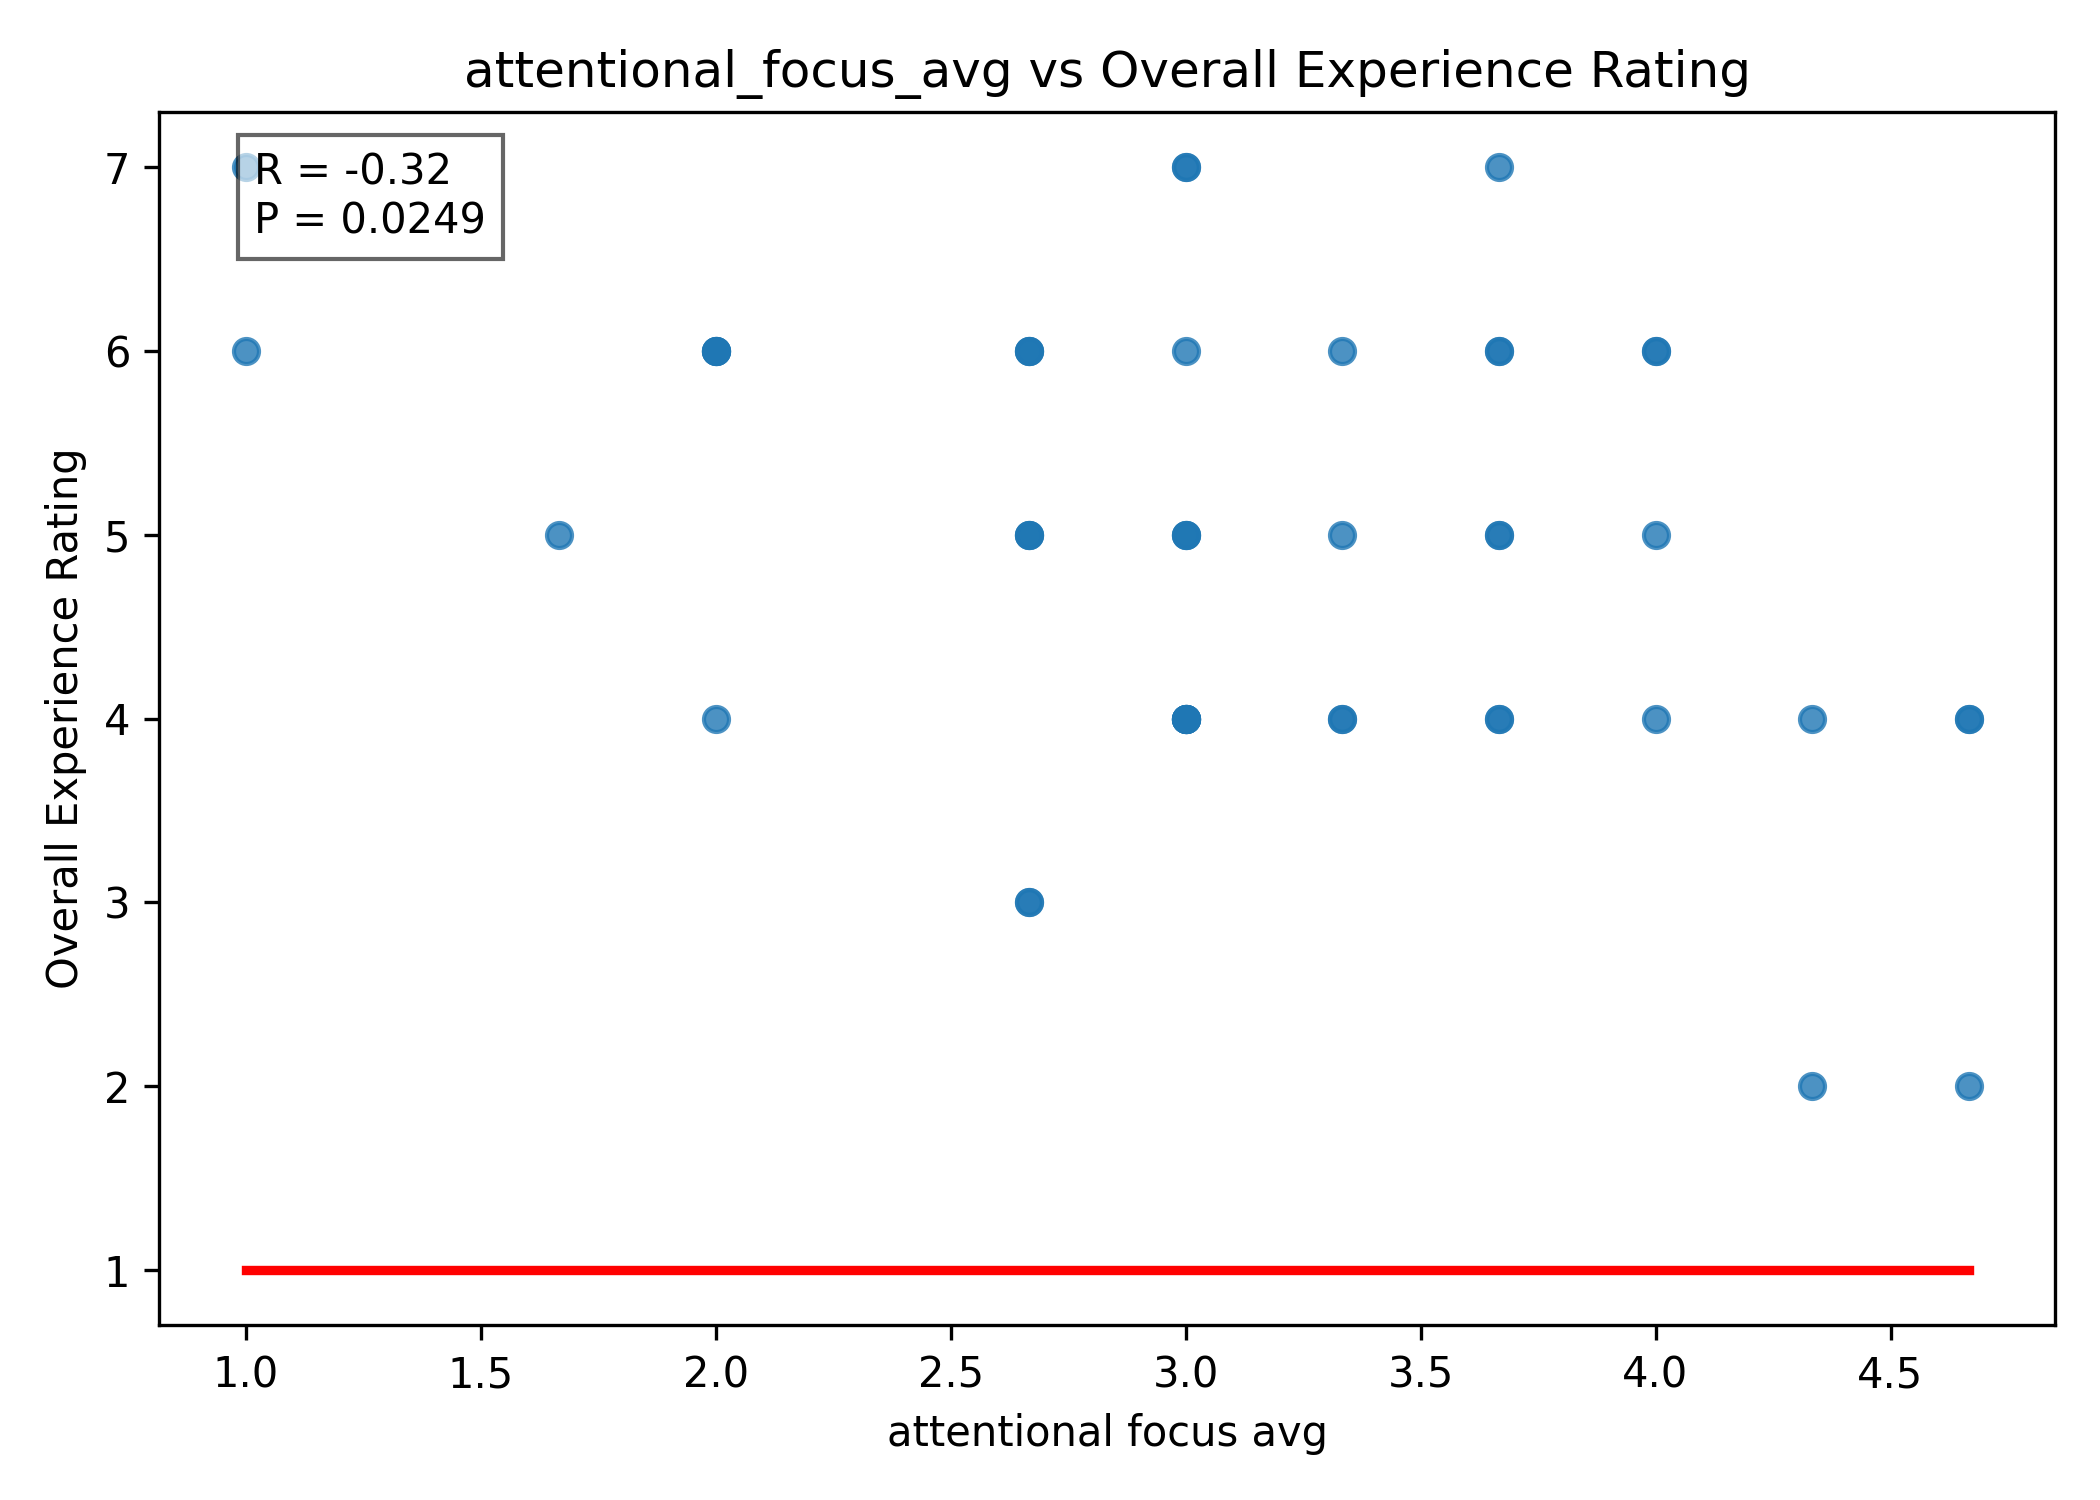 attentional_focus_avg vs Overall Experience Rating
R = -0.32
P = 0.0249
7
6
5
4
3
2
1
Overall Experience Rating
1.0 1.5 2.0 2.5 3.0 3.5 4.0 4.5
attentional focus avg